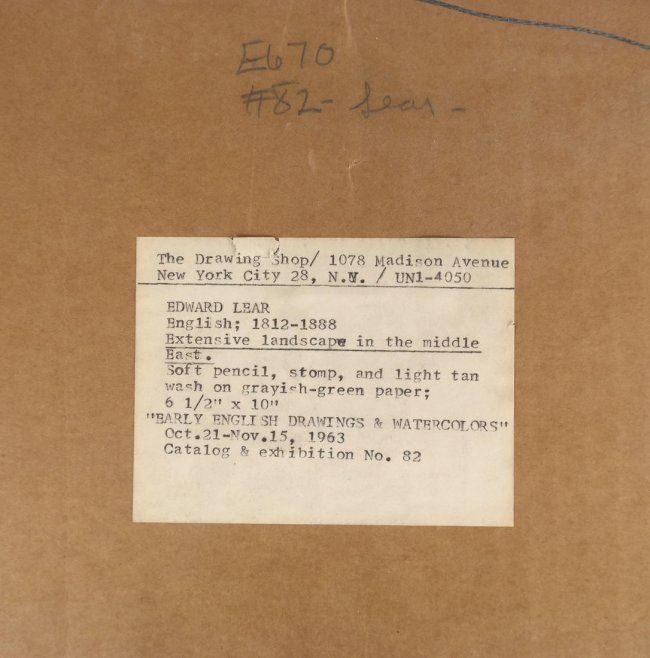 E670
#82- Lear -
The Drawing Shop/ 1078 Madison Avenue
New York City 28, N.Y. / UN1-4050
EDWARD LEAR
English; 1812-1888
Extensive landscape in the middle
East.
Soft pencil, stomp, and light tan
wash on grayish-green paper;
6 1/2" x 10"
"EARLY ENGLISH DRAWINGS & WATERCOLORS"
Oct.21-Nov.15, 1963
Catalog & exhibition No. 82